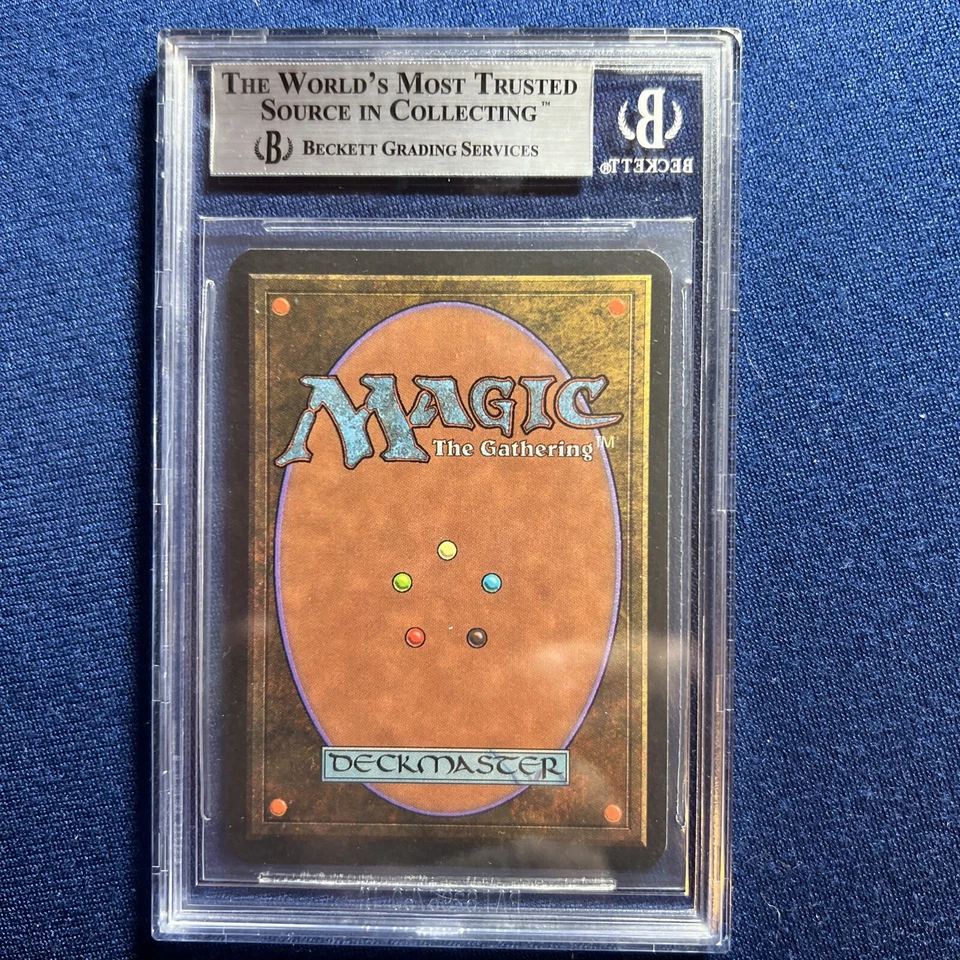 THE WORLD'S MOST TRUSTED
SOURCE IN COLLECTING™
B BECKETT GRADING SERVICES
B
BECKETT®
MAGIC
The Gathering™
DECKMASTER